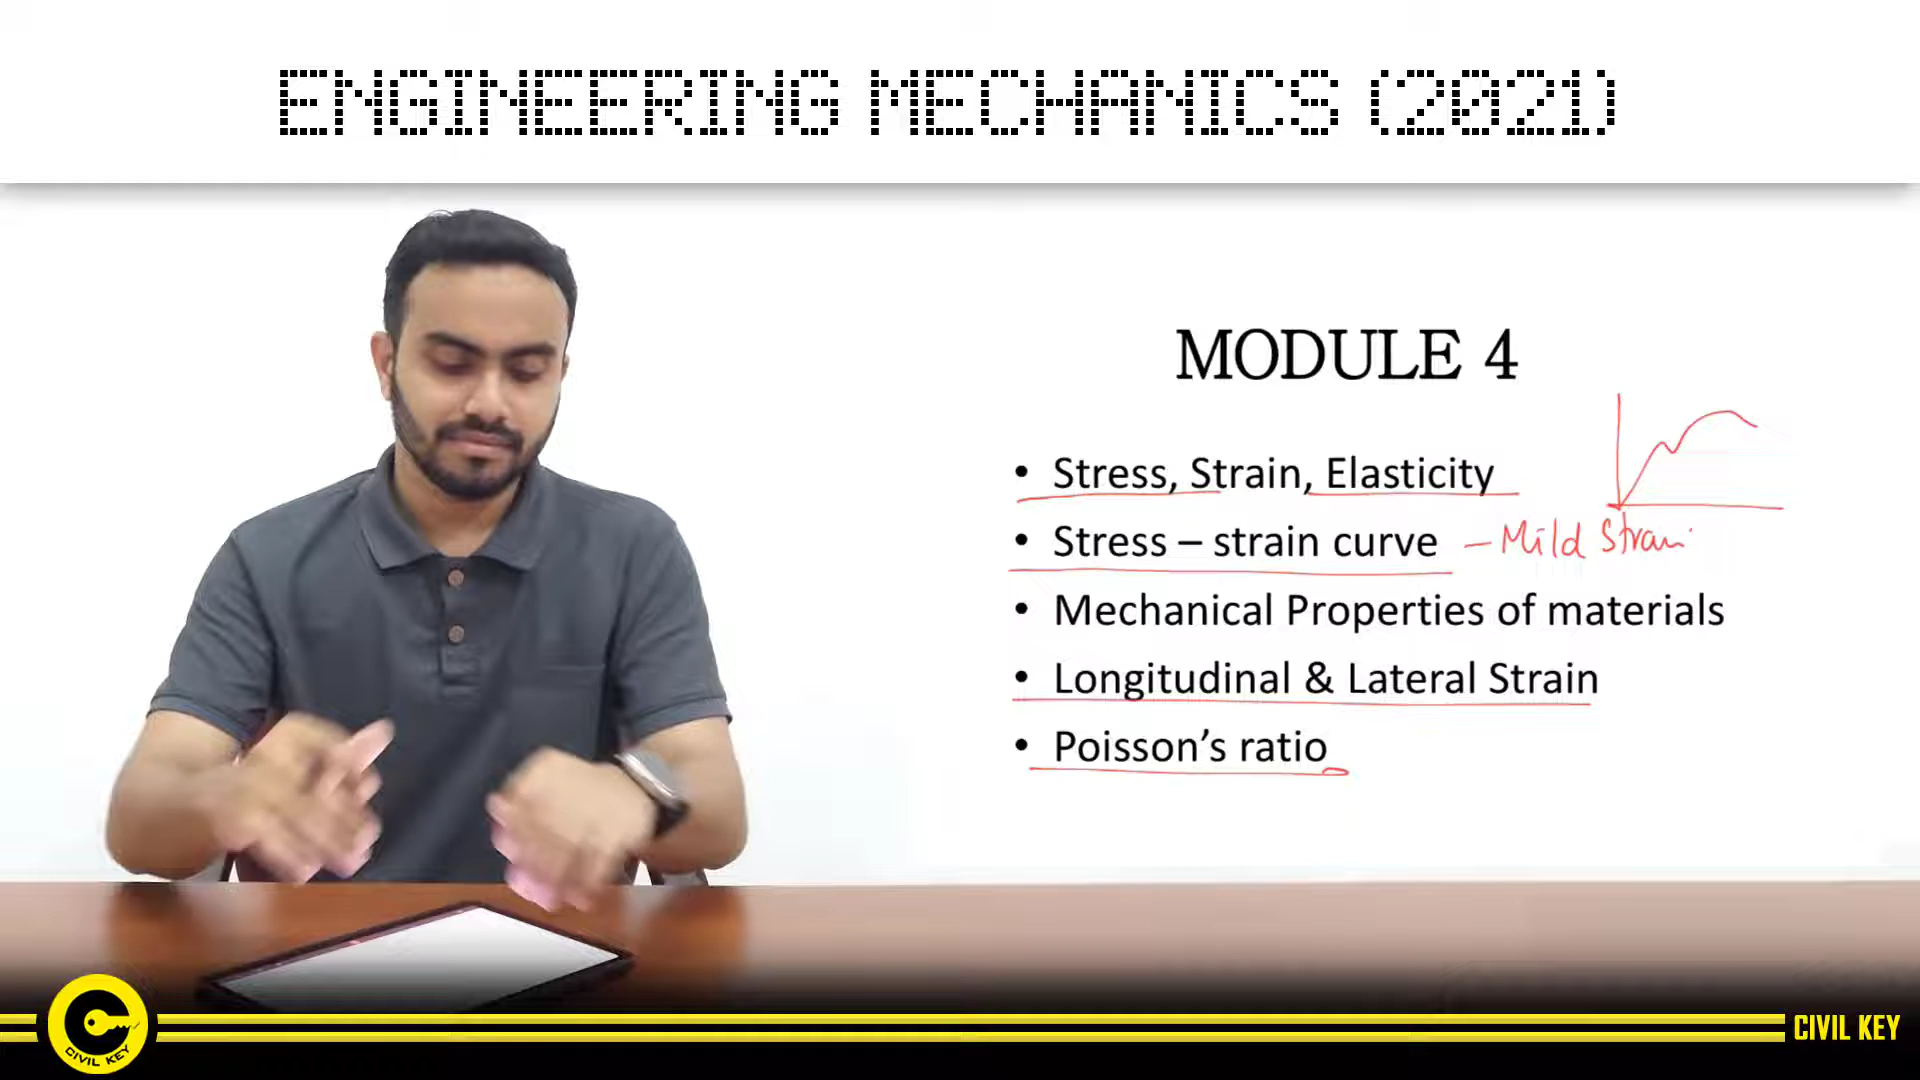 ENGINEERING MECHANICS (2021)
MODULE 4
• Stress, Strain, Elasticity
• Stress – strain curve – Mild Strain
• Mechanical Properties of materials
• Longitudinal & Lateral Strain
• Poisson's ratio
CIVIL KEY
CIVIL KEY